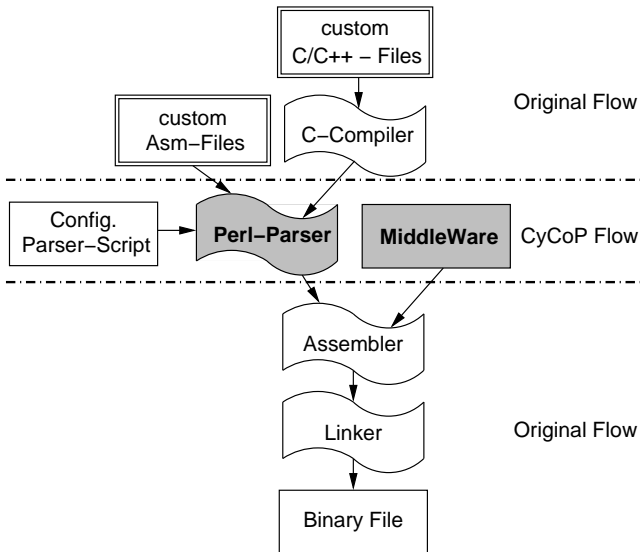 custom
C/C++ − Files
Original Flow
custom
Asm−Files
C−Compiler
Config.
Parser−Script
Perl−Parser
MiddleWare
CyCoP Flow
Assembler
Linker
Original Flow
Binary File